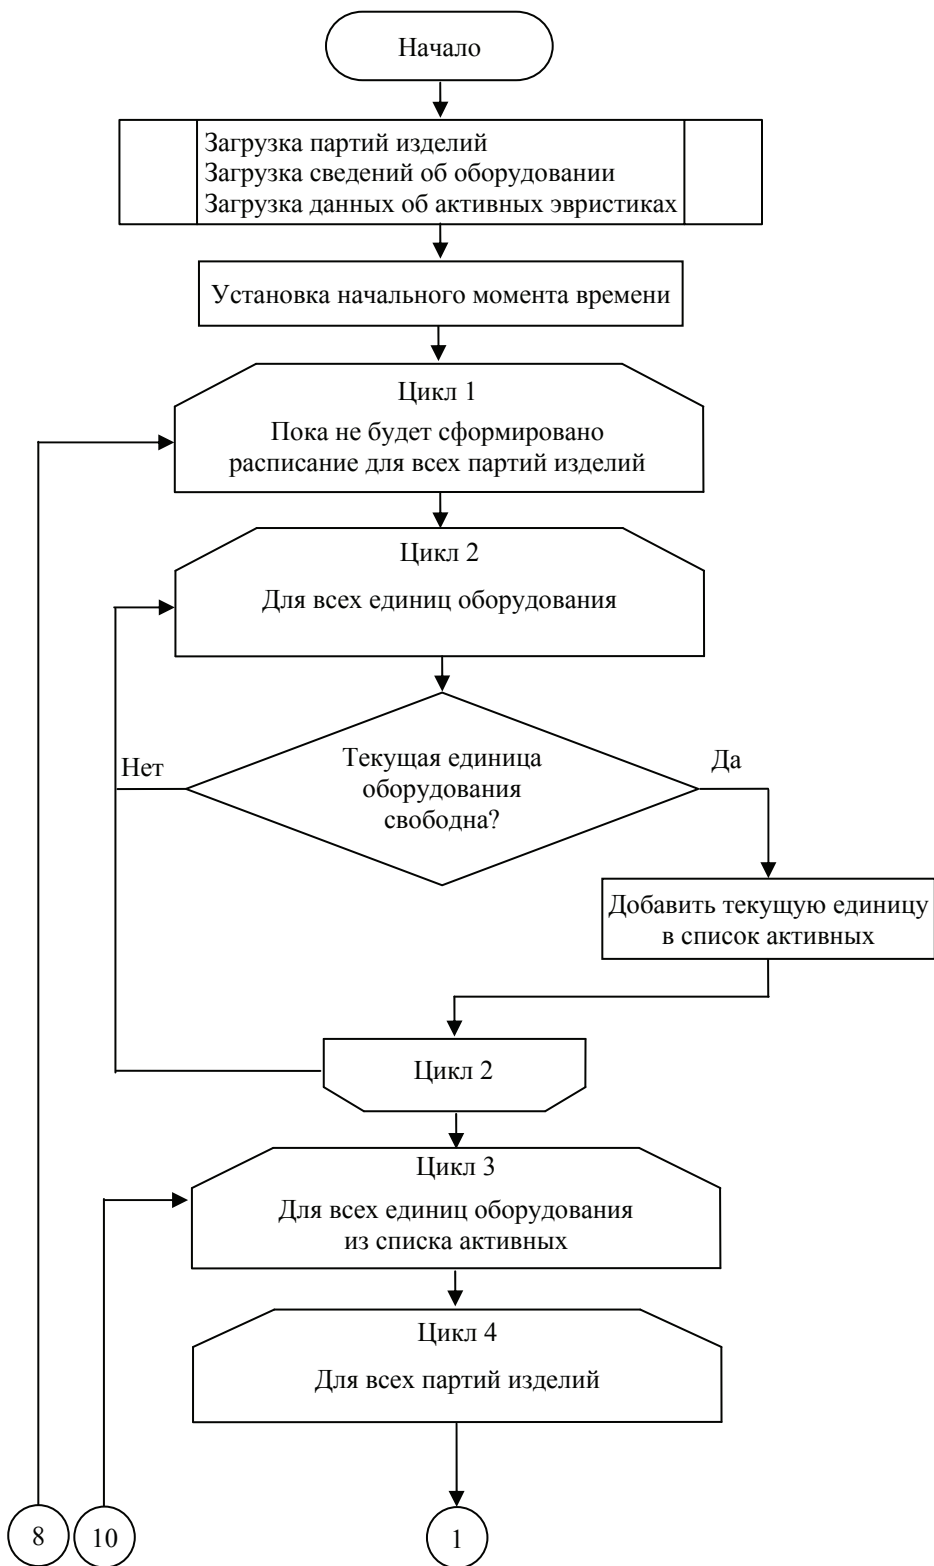 Начало
Загрузка партий изделий
Загрузка сведений об оборудовании
Загрузка данных об активных эвристиках
Установка начального момента времени
Цикл 1
Пока не будет сформировано
расписание для всех партий изделий
Цикл 2
Для всех единиц оборудования
Нет
Текущая единица
оборудования
свободна?
Да
Добавить текущую единицу
в список активных
Цикл 2
Цикл 3
Для всех единиц оборудования
из списка активных
Цикл 4
Для всех партий изделий
8
10
1